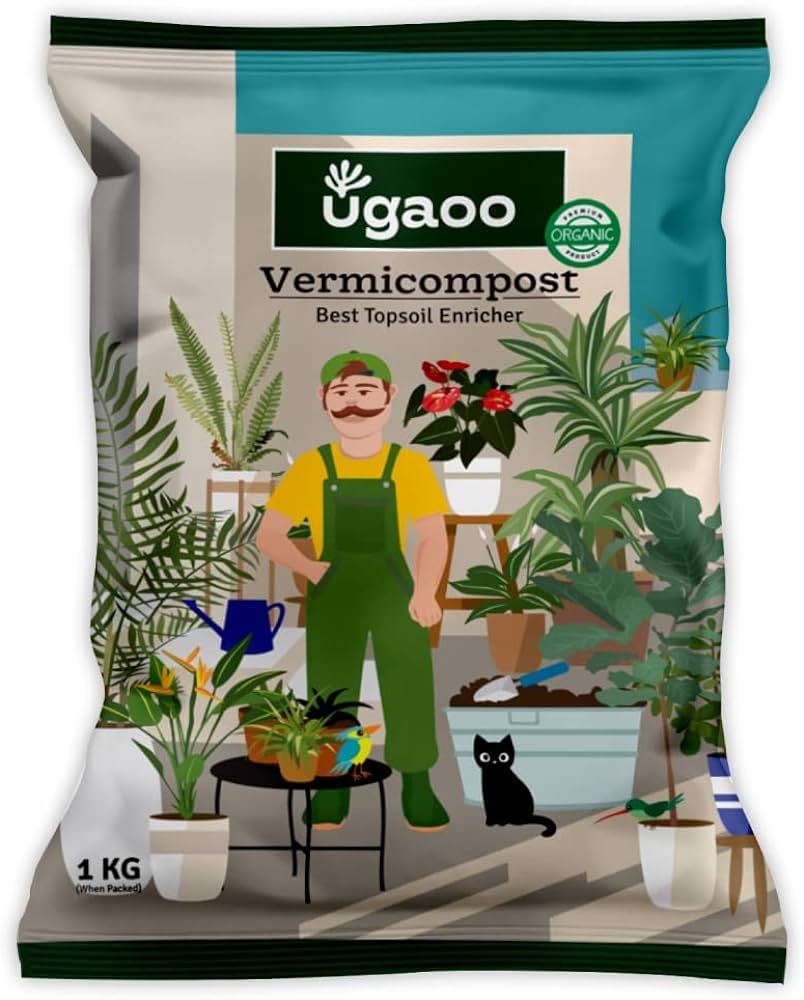 ugaoo
PREMIUM
ORGANIC
PRODUCT
Vermicompost
Best Topsoil Enricher
1 KG
(When Packed)